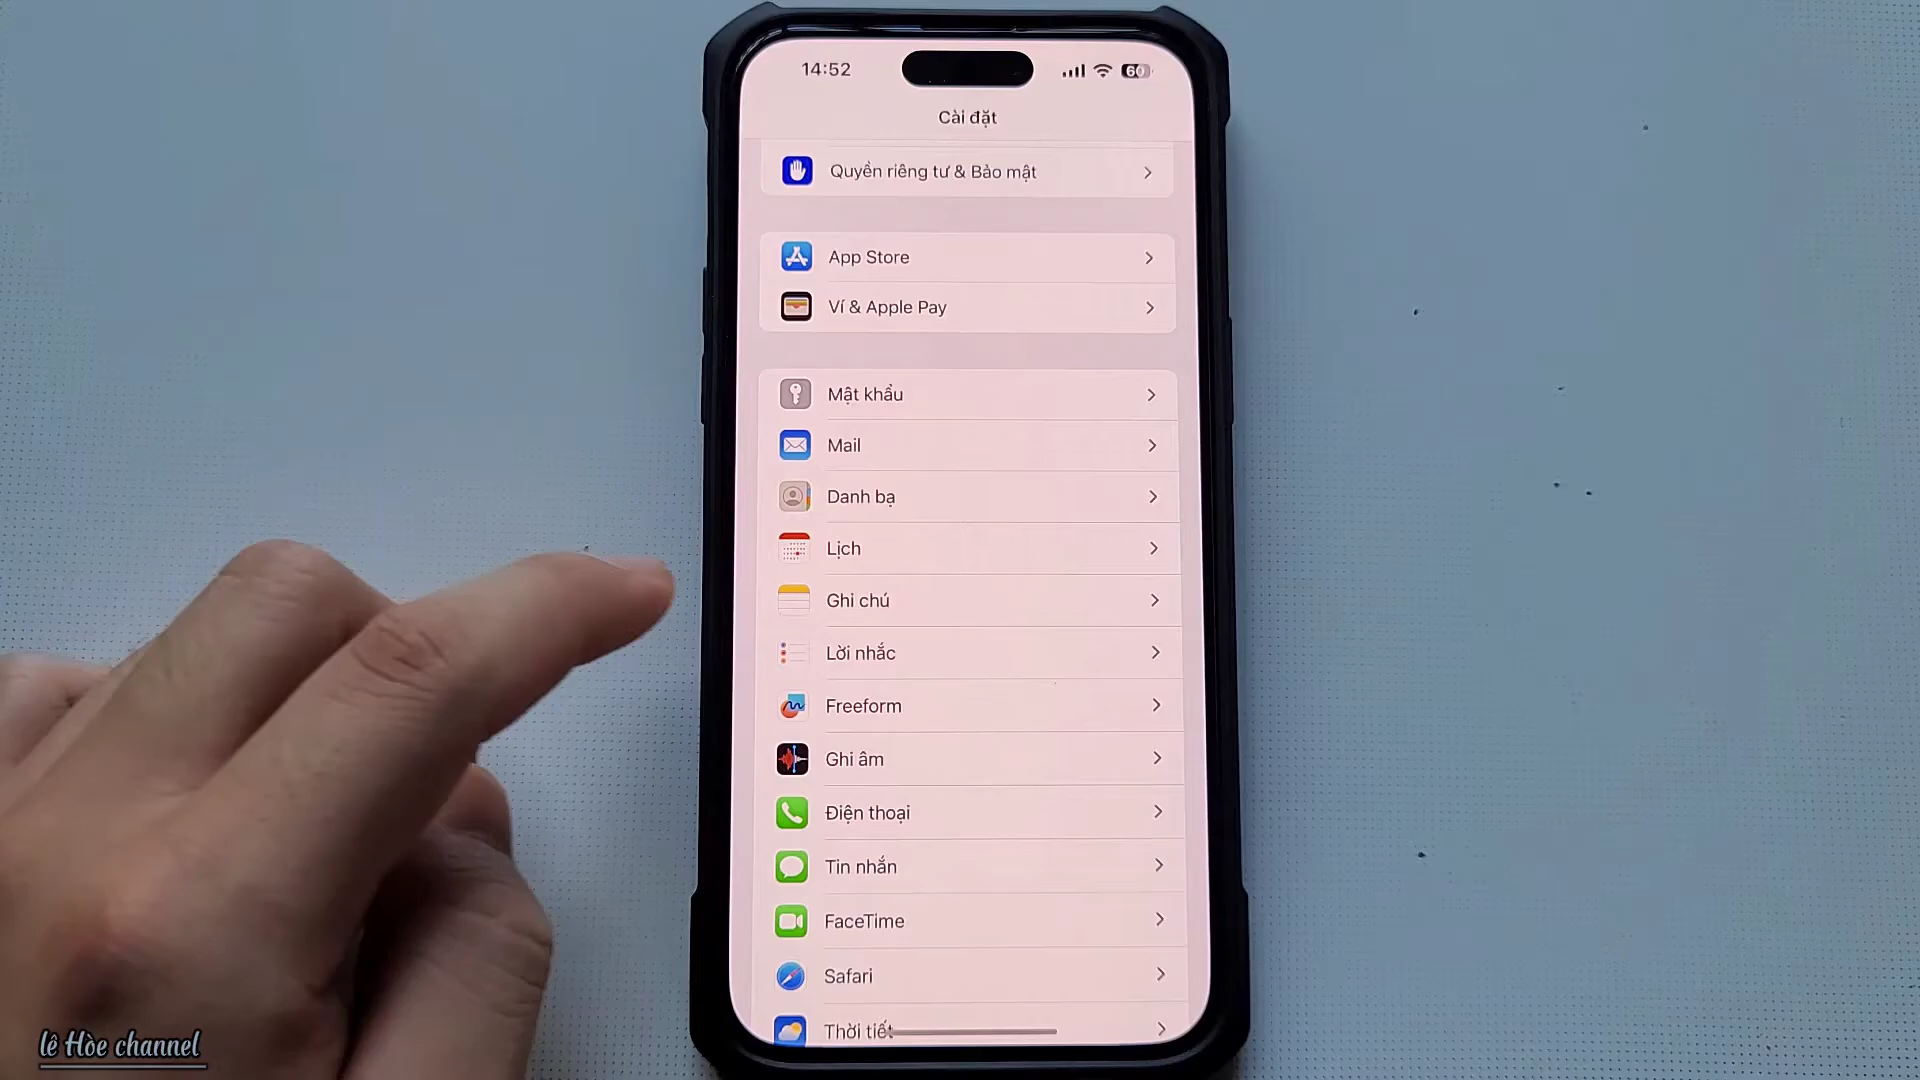 14:52
60
Cài đặt
Quyền riêng tư & Bảo mật
App Store
Ví & Apple Pay
Mật khẩu
Mail
Danh bạ
Lịch
Ghi chú
Lời nhắc
Freeform
Ghi âm
Điện thoại
Tin nhắn
FaceTime
Safari
Thời tiết
lê Hòe channel